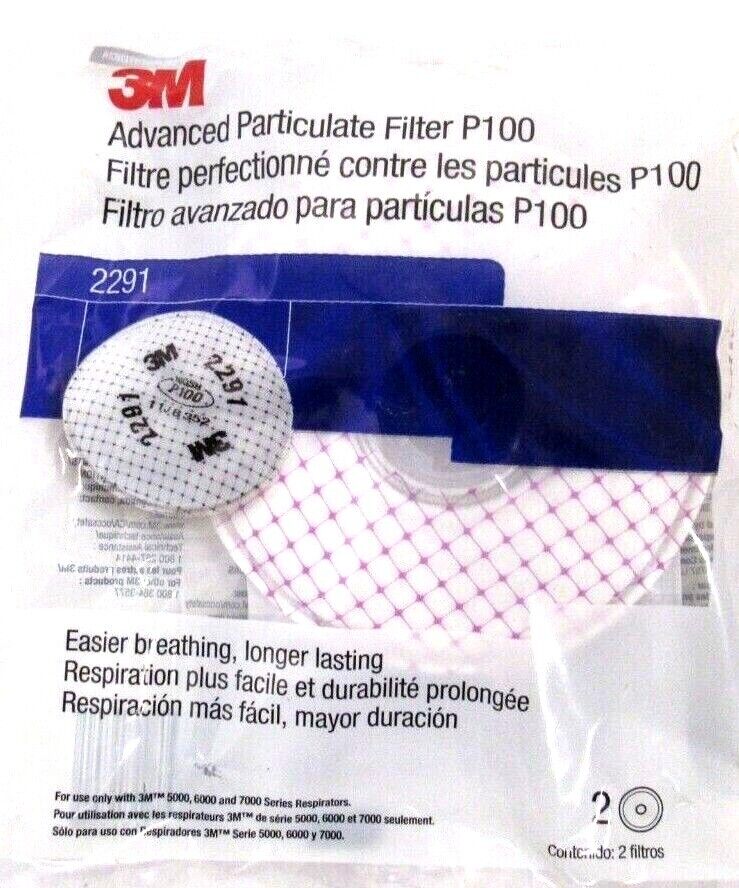 3M
Advanced Particulate Filter P100
Filtre perfectionné contre les particules P100
Filtro avanzado para partículas P100
2291
3M 2291
NIOSH
P100
2291 3M
Easier breathing, longer lasting
Respiration plus facile et durabilité prolongée
Respiración más fácil, mayor duración
For use only with 3M™ 5000, 6000 and 7000 Series Respirators.
Pour utilisation avec les respirateurs 3M™ de série 5000, 6000 et 7000 seulement.
Sólo para uso con Respiradores 3M™ Serie 5000, 6000 y 7000.
2
Contenido: 2 filtros